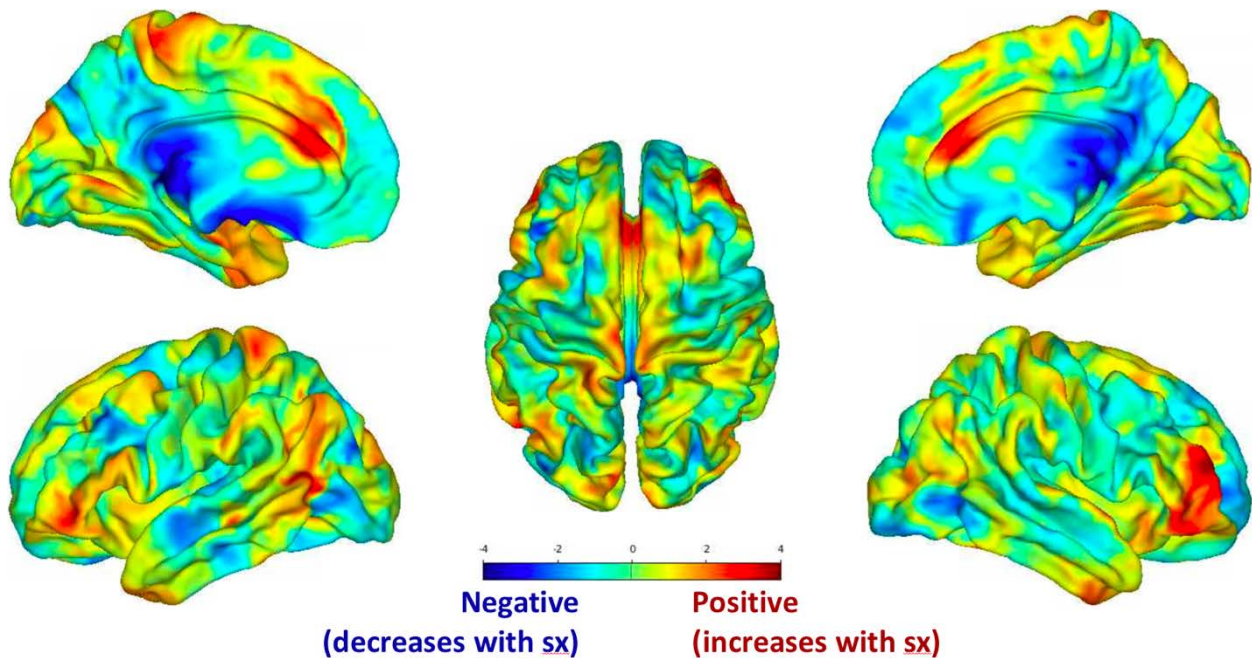 -4 -2 0 2 4
Negative Positive
(decreases with sx) (increases with sx)